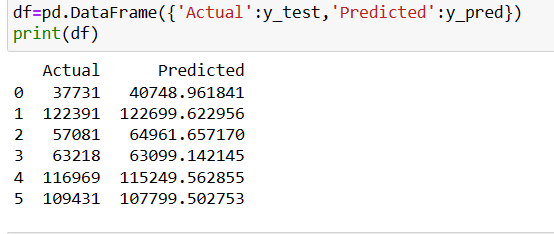 df=pd.DataFrame({'Actual':y_test,'Predicted':y_pred})
print(df)
Actual Predicted
0 37731 40748.961841
1 122391 122699.622956
2 57081 64961.657170
3 63218 63099.142145
4 116969 115249.562855
5 109431 107799.502753